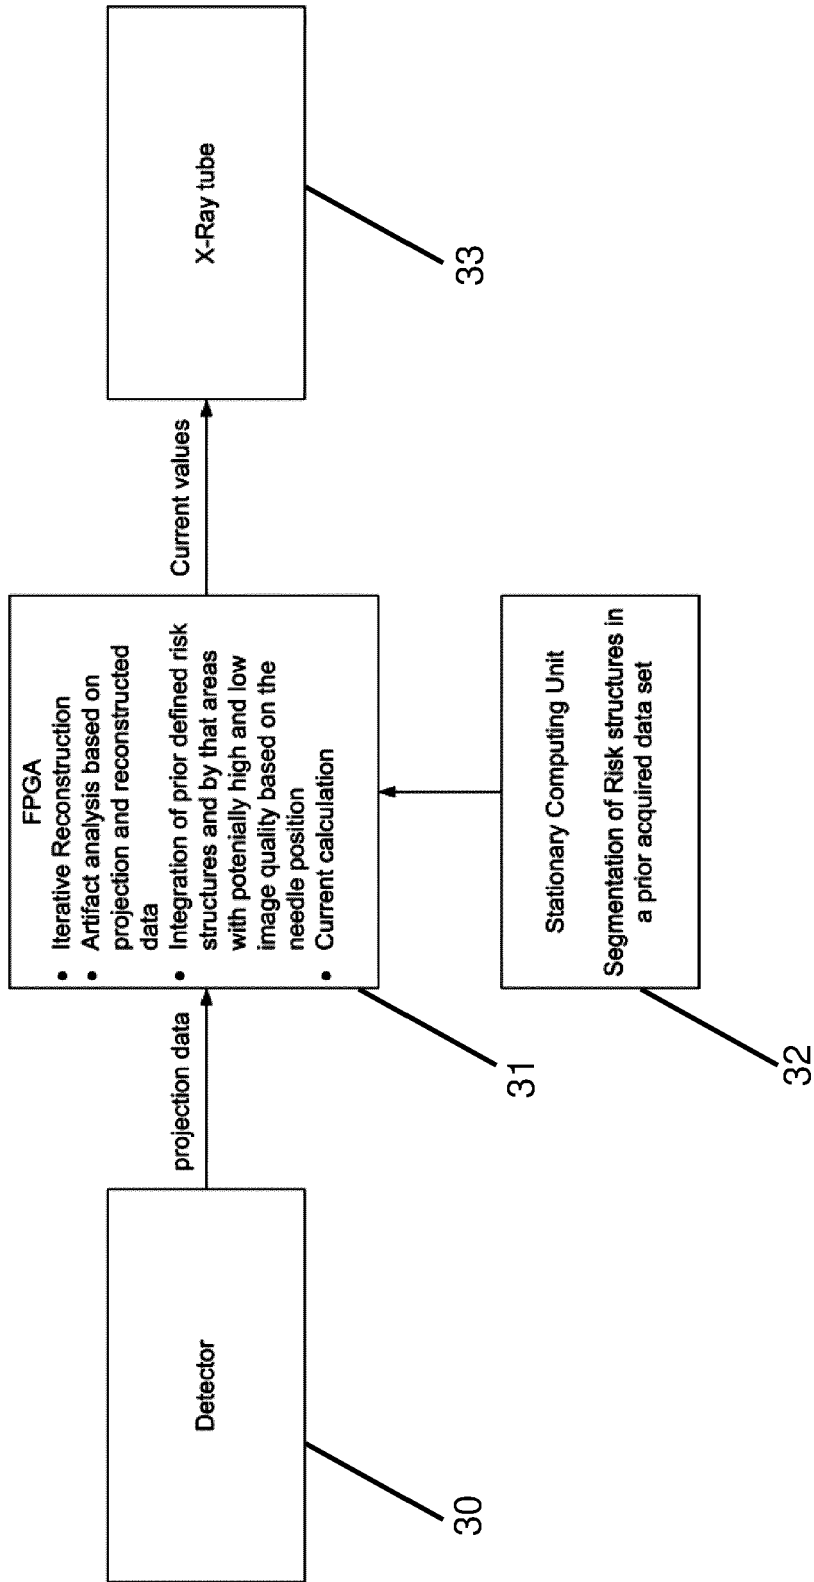 Detector
30
projection data
FPGA
• Iterative Reconstruction
• Artifact analysis based on
projection and reconstructed
data
• Integration of prior defined risk
structures and by that areas
with potenially high and low
image quality based on the
needle position
• Current calculation
31
Stationary Computing Unit
Segmentation of Risk structures in
a prior acquired data set
32
Current values
X-Ray tube
33